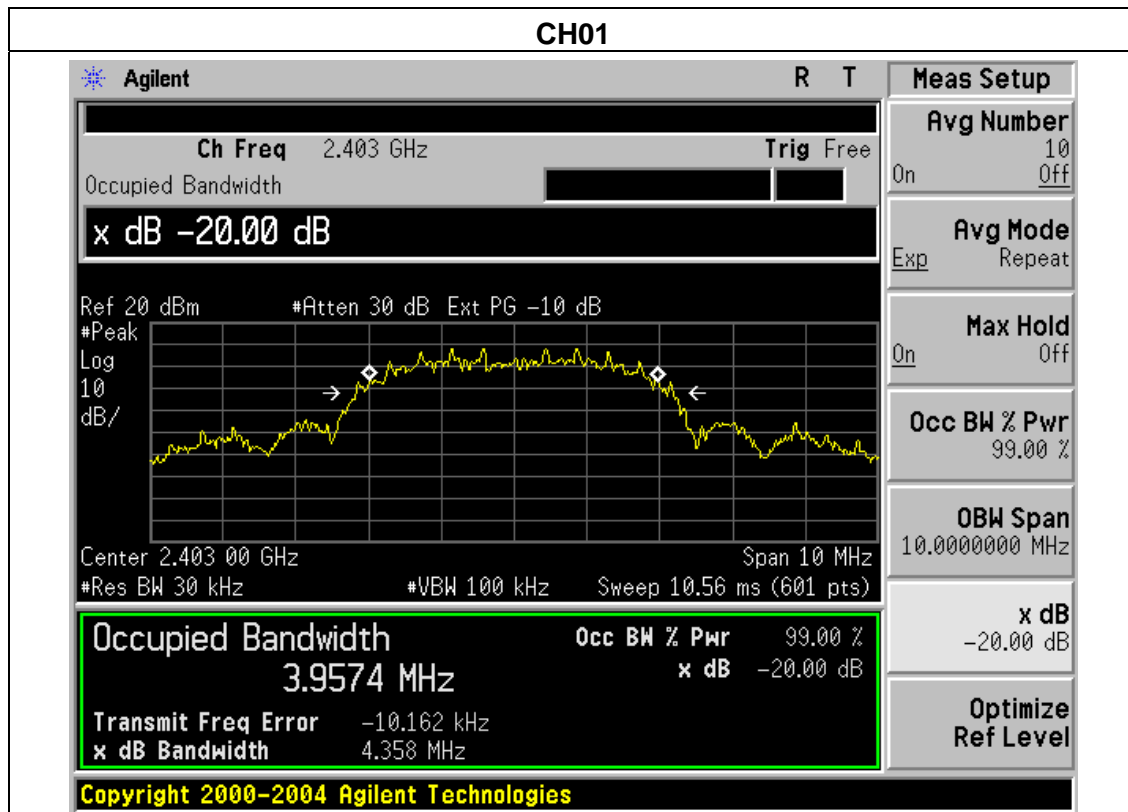 CH01
Agilent R T
Meas Setup
Ch Freq 2.403 GHz Trig Free
Occupied Bandwidth
x dB -20.00 dB
Ref 20 dBm #Atten 30 dB Ext PG -10 dB
#Peak
Log
10
dB/
Center 2.403 00 GHz Span 10 MHz
#Res BW 30 kHz #VBW 100 kHz Sweep 10.56 ms (601 pts)
Occupied Bandwidth
3.9574 MHz
Occ BW % Pwr 99.00 %
x dB -20.00 dB
Transmit Freq Error -10.162 kHz
x dB Bandwidth 4.358 MHz
Avg Number
10
On Off
Avg Mode
Exp Repeat
Max Hold
On Off
Occ BW % Pwr
99.00 %
OBW Span
10.0000000 MHz
x dB
-20.00 dB
Optimize
Ref Level
Copyright 2000-2004 Agilent Technologies